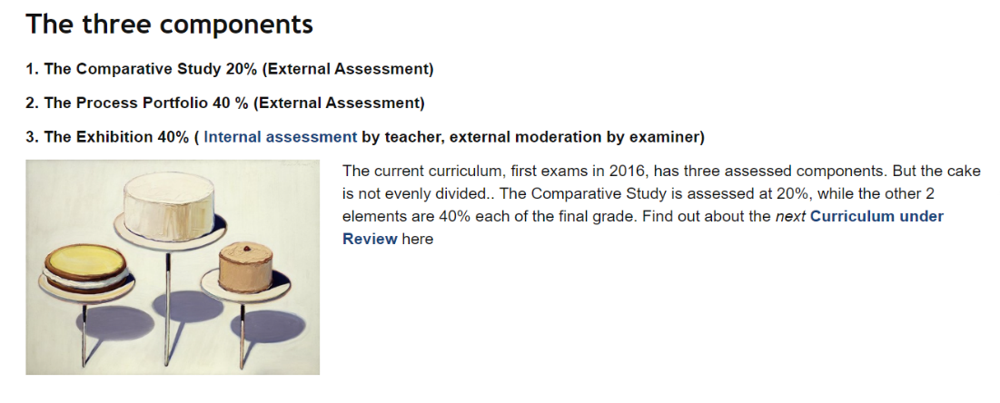 The three components
1. The Comparative Study 20% (External Assessment)
2. The Process Portfolio 40 % (External Assessment)
3. The Exhibition 40% ( Internal assessment by teacher, external moderation by examiner)
The current curriculum, first exams in 2016, has three assessed components. But the cake
is not evenly divided.. The Comparative Study is assessed at 20%, while the other 2
elements are 40% each of the final grade. Find out about the next Curriculum under
Review here